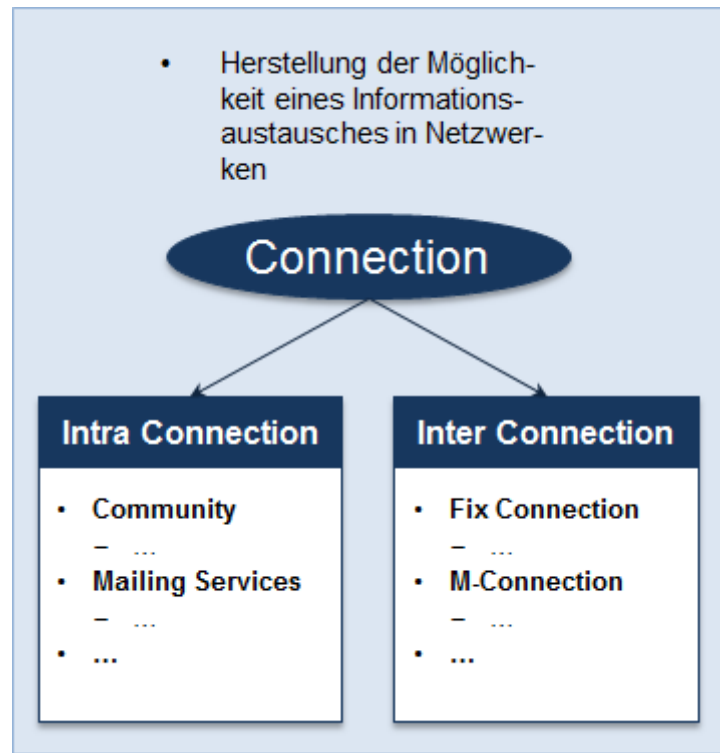 • Herstellung der Möglich-
keit eines Informations-
austausches in Netzwer-
ken
Connection
Intra Connection
• Community
– ...
• Mailing Services
– ...
• ...
Inter Connection
• Fix Connection
– ...
• M-Connection
– ...
• ...